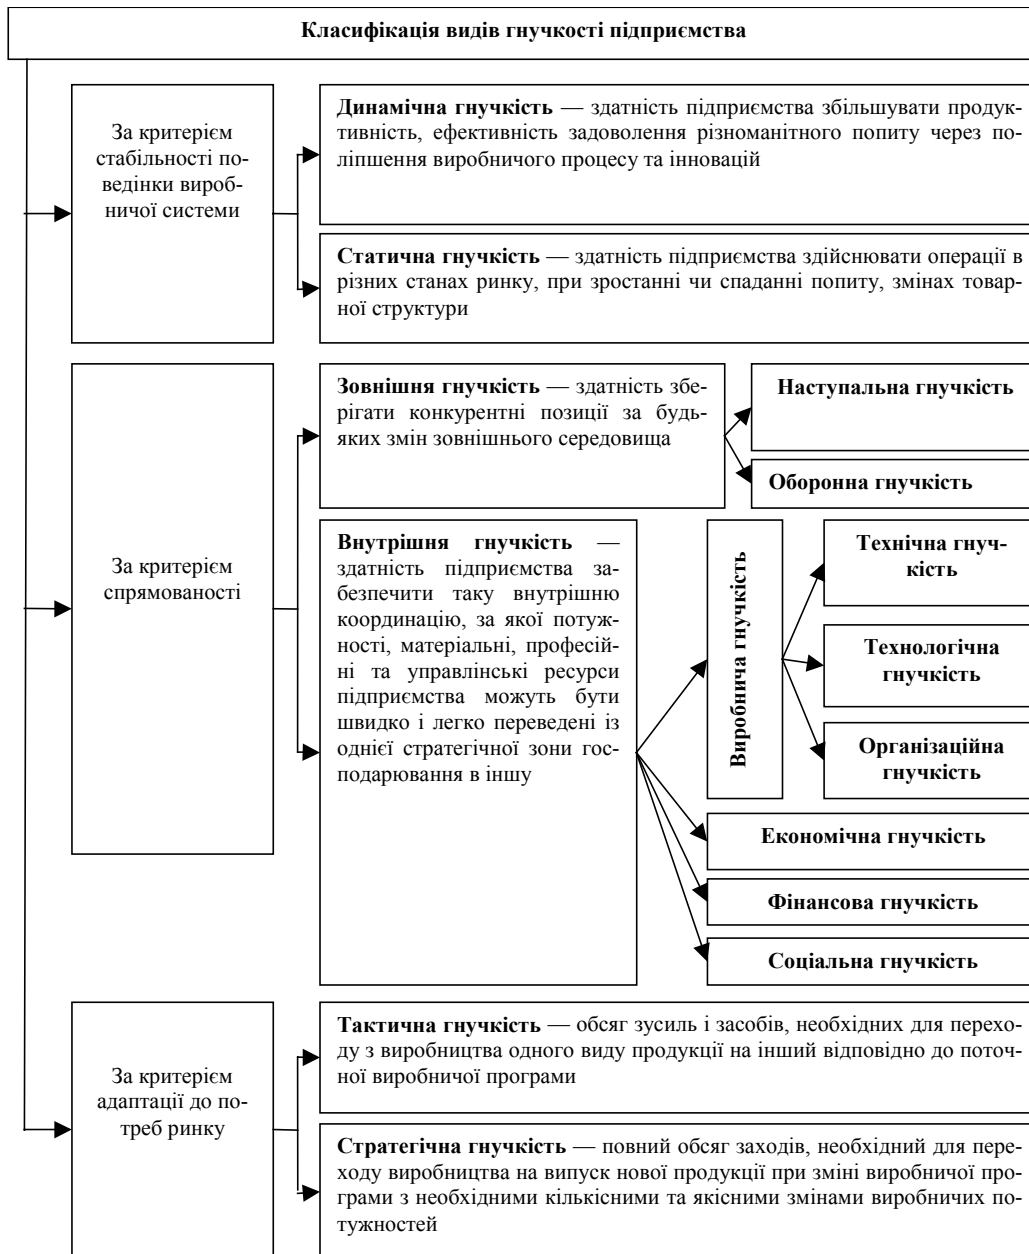 Класифікація видів гнучкості підприємства
За критерієм
стабільності по-
ведінки вироб-
ничої системи
Динамічна гнучкість — здатність підприємства збільшувати продук-
тивність, ефективність задоволення різноманітного попиту через по-
ліпшення виробничого процесу та інновацій
Статична гнучкість — здатність підприємства здійснювати операції в
різних станах ринку, при зростанні чи спаданні попиту, змінах товар-
ної структури
За критерієм
спрямованості
Зовнішня гнучкість — здатність збе-
рігати конкурентні позиції за будь-
яких змін зовнішнього середовища
Наступальна гнучкість
Оборонна гнучкість
Внутрішня гнучкість —
здатність підприємства за-
безпечити таку внутрішню
координацію, за якої потуж-
ності, матеріальні, професій-
ні та управлінські ресурси
підприємства можуть бути
швидко і легко переведені із
однієї стратегічної зони гос-
подарювання в іншу
Виробнича гнучкість
Технічна гнуч-
кість
Технологічна
гнучкість
Організаційна
гнучкість
Економічна гнучкість
Фінансова гнучкість
Соціальна гнучкість
За критерієм
адаптації до по-
треб ринку
Тактична гнучкість — обсяг зусиль і засобів, необхідних для перехо-
ду з виробництва одного виду продукції на інший відповідно до поточ-
ної виробничої програми
Стратегічна гнучкість — повний обсяг заходів, необхідний для пере-
ходу виробництва на випуск нової продукції при зміні виробничої про-
грами з необхідними кількісними та якісними змінами виробничих по-
тужностей